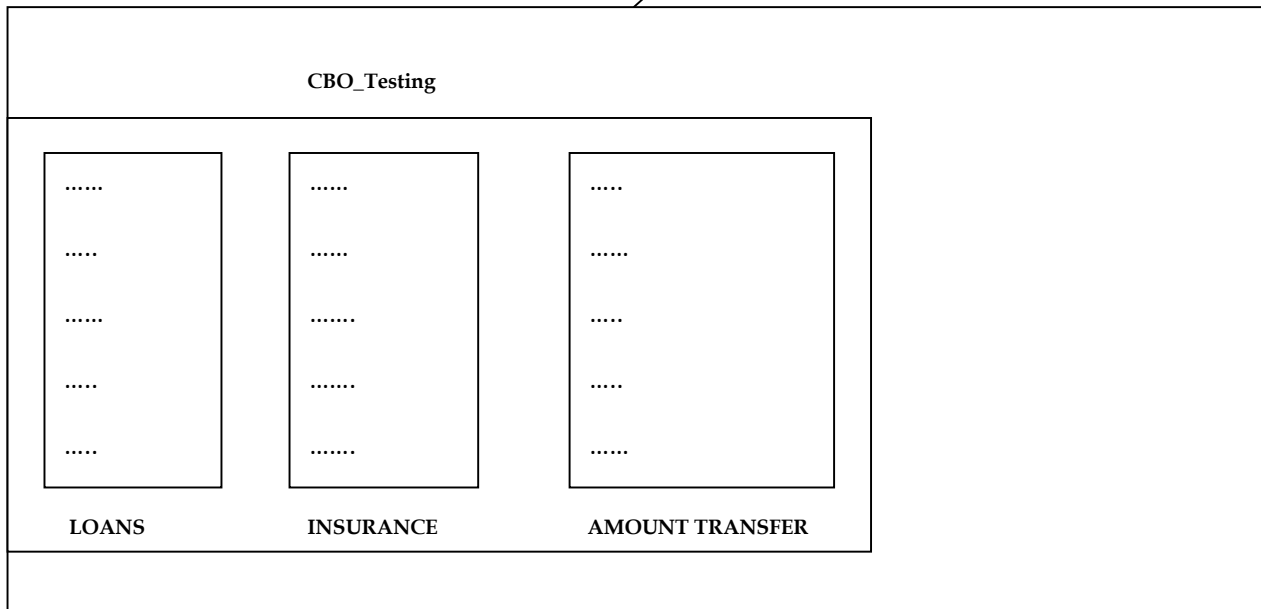 CBO_Testing
…… …… …..
….. …… ……
…… ……. …..
….. ……. …..
….. ……. ……
LOANS INSURANCE AMOUNT TRANSFER